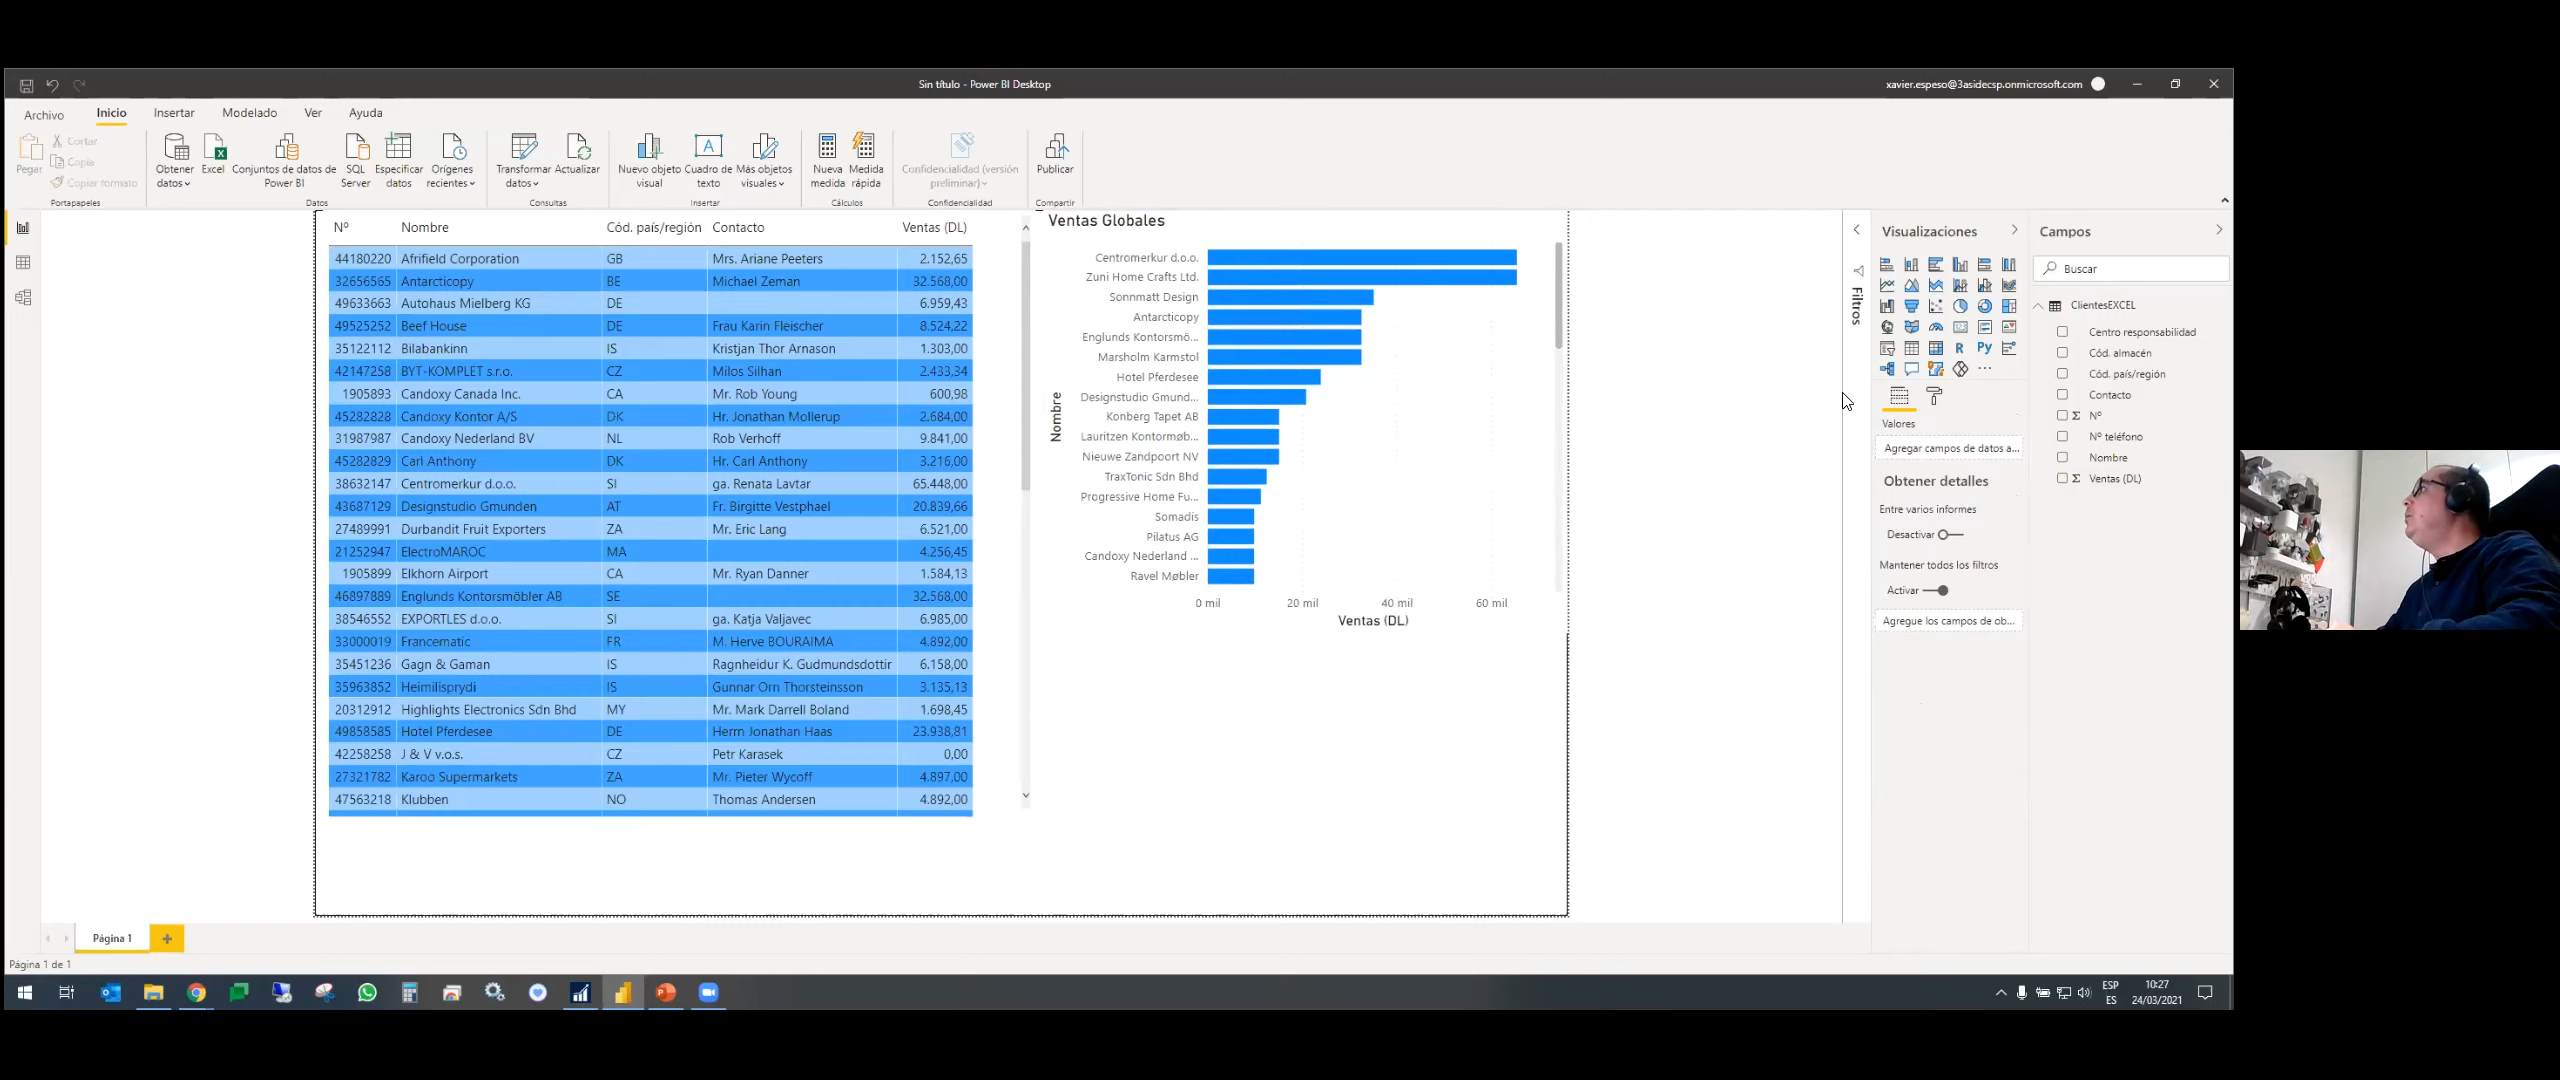 Sin título - Power BI Desktop
xavier.espeso@3asidecsp.onmicrosoft.com
Archivo Inicio Insertar Modelado Ver Ayuda
Pegar
Cortar
Copia
Copiar formato
Portapapeles
Obtener datos
Excel
Conjuntos de datos de Power BI
SQL Server
Especificar datos
Orígenes recientes
Datos
Transformar datos
Actualizar
Consultas
Nuevo objeto visual
Cuadro de texto
Más objetos visuales
Insertar
Nueva medida
Medida rápida
Cálculos
Confidencialidad (versión preliminar)
Confidencialidad
Publicar
Compartir
Nº Nombre Cód. país/región Contacto Ventas (DL)
44180220 Afrifield Corporation GB Mrs. Ariane Peeters 2.152,65
32656565 Antarcticopy BE Michael Zeman 32.568,00
49633663 Autohaus Mielberg KG DE 6.959,43
49525252 Beef House DE Frau Karin Fleischer 8.524,22
35122112 Bilabankinn IS Kristjan Thor Arnason 1.303,00
42147258 BYT-KOMPLET s.r.o. CZ Milos Silhan 2.433,34
1905893 Candoxy Canada Inc. CA Mr. Rob Young 600,98
45282828 Candoxy Kontor A/S DK Hr. Jonathan Mollerup 2.684,00
31987987 Candoxy Nederland BV NL Rob Verhoff 9.841,00
45282829 Carl Anthony DK Hr. Carl Anthony 3.216,00
38632147 Centromerkur d.o.o. SI ga. Renata Lavtar 65.448,00
43687129 Designstudio Gmunden AT Fr. Birgitte Vestphael 20.839,66
27489991 Durbandit Fruit Exporters ZA Mr. Eric Lang 6.521,00
21252947 ElectroMAROC MA 4.256,45
1905899 Elkhorn Airport CA Mr. Ryan Danner 1.584,13
46897889 Englunds Kontorsmöbler AB SE 32.568,00
38546552 EXPORTLES d.o.o. SI ga. Katja Valjavec 6.985,00
33000019 Francematic FR M. Herve BOURAIMA 4.892,00
35451236 Gagn & Gaman IS Ragnheidur K. Gudmundsdottir 6.158,00
35963852 Heimilisprydi IS Gunnar Orn Thorsteinsson 3.135,13
20312912 Highlights Electronics Sdn Bhd MY Mr. Mark Darrell Boland 1.698,45
49858585 Hotel Pferdesee DE Herrn Jonathan Haas 23.938,81
42258258 J & V v.o.s. CZ Petr Karasek 0,00
27321782 Karoo Supermarkets ZA Mr. Pieter Wycoff 4.897,00
47563218 Klubben NO Thomas Andersen 4.892,00
Ventas Globales
Nombre
Centromerkur d.o.o.
Zuni Home Crafts Ltd.
Sonnmatt Design
Antarcticopy
Englunds Kontorsmö...
Marsholm Karmstol
Hotel Pferdesee
Designstudio Gmund...
Konberg Tapet AB
Lauritzen Kontormøb...
Nieuwe Zandpoort NV
TraxTonic Sdn Bhd
Progressive Home Fu...
Somadis
Pilatus AG
Candoxy Nederland ...
Ravel Møbler
0 mil 20 mil 40 mil 60 mil
Ventas (DL)
Filtros
Visualizaciones
R Py
Valores
Agregar campos de datos a...
Obtener detalles
Entre varios informes
Desactivar
Mantener todos los filtros
Activar
Agregue los campos de ob...
Campos
Buscar
ClientesEXCEL
Centro responsabilidad
Cód. almacén
Cód. país/región
Contacto
Σ Nº
Nº teléfono
Nombre
Σ Ventas (DL)
Página 1
Página 1 de 1
ESP
ES
10:27
24/03/2021